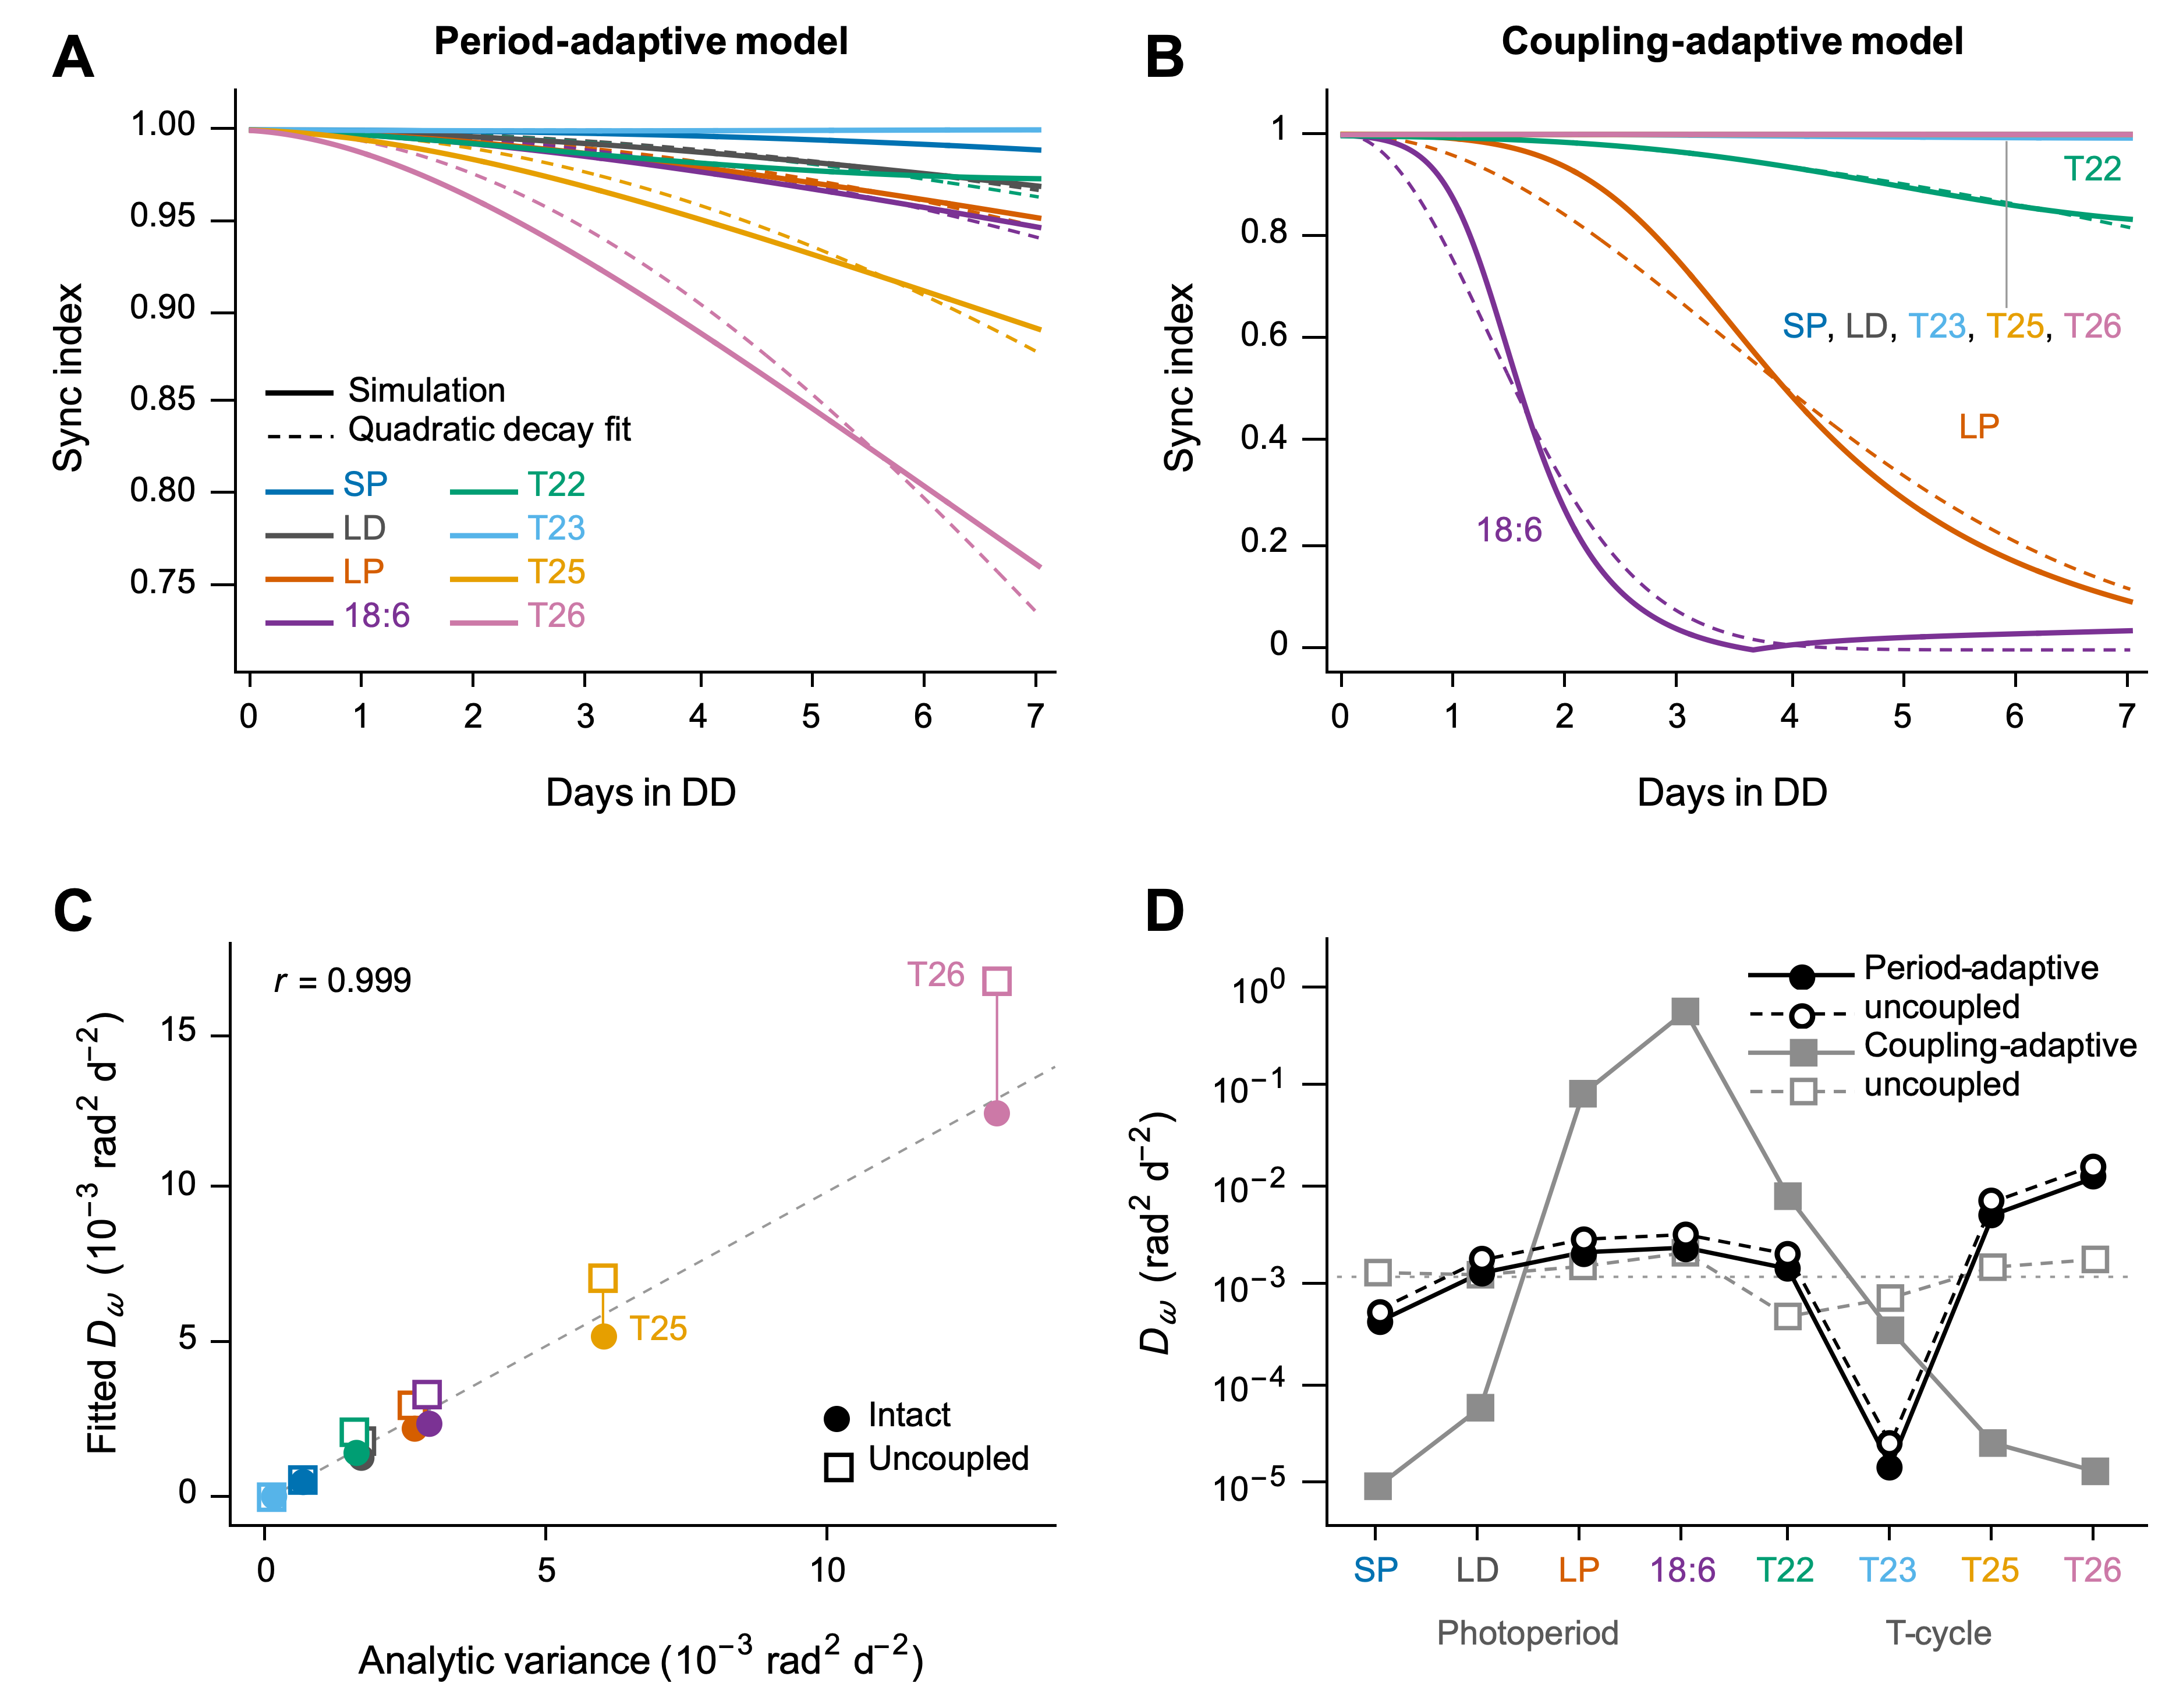 A
Period-adaptive model
1.00
0.95
0.90
0.85
0.80
0.75
Sync index
Simulation
Quadratic decay fit
SP
T22
LD
T23
LP
T25
18:6
T26
0 1 2 3 4 5 6 7
Days in DD
B
Coupling-adaptive model
1
0.8
0.6
0.4
0.2
0
Sync index
T22
SP, LD, T23, T25, T26
LP
18:6
0 1 2 3 4 5 6 7
Days in DD
C
r = 0.999
15
10
5
0
Fitted Dω (10⁻³ rad² d⁻²)
T26
T25
Intact
Uncoupled
0 5 10
Analytic variance (10⁻³ rad² d⁻²)
D
10⁰
10⁻¹
10⁻²
10⁻³
10⁻⁴
10⁻⁵
Dω (rad² d⁻²)
Period-adaptive
uncoupled
Coupling-adaptive
uncoupled
SP LD LP 18:6 T22 T23 T25 T26
Photoperiod T-cycle